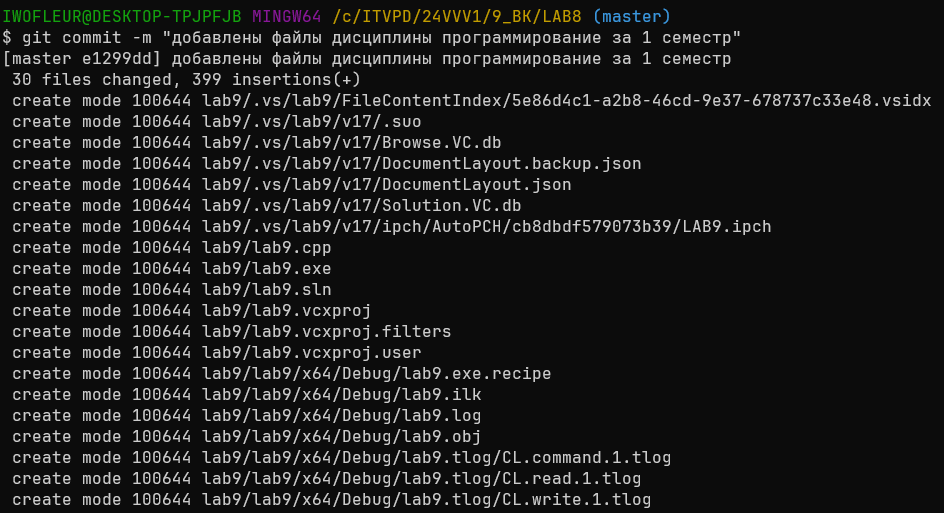 IWOFLEUR@DESKTOP-TPJPFJB MINGW64 /c/ITVPD/24VVV1/9_BK/LAB8 (master)
$ git commit -m "добавлены файлы дисциплины программирование за 1 семестр"
[master e1299dd] добавлены файлы дисциплины программирование за 1 семестр
 30 files changed, 399 insertions(+)
 create mode 100644 lab9/.vs/lab9/FileContentIndex/5e86d4c1-a2b8-46cd-9e37-678737c33e48.vsidx
 create mode 100644 lab9/.vs/lab9/v17/.suo
 create mode 100644 lab9/.vs/lab9/v17/Browse.VC.db
 create mode 100644 lab9/.vs/lab9/v17/DocumentLayout.backup.json
 create mode 100644 lab9/.vs/lab9/v17/DocumentLayout.json
 create mode 100644 lab9/.vs/lab9/v17/Solution.VC.db
 create mode 100644 lab9/.vs/lab9/v17/ipch/AutoPCH/cb8dbdf579073b39/LAB9.ipch
 create mode 100644 lab9/lab9.cpp
 create mode 100644 lab9/lab9.exe
 create mode 100644 lab9/lab9.sln
 create mode 100644 lab9/lab9.vcxproj
 create mode 100644 lab9/lab9.vcxproj.filters
 create mode 100644 lab9/lab9.vcxproj.user
 create mode 100644 lab9/lab9/x64/Debug/lab9.exe.recipe
 create mode 100644 lab9/lab9/x64/Debug/lab9.ilk
 create mode 100644 lab9/lab9/x64/Debug/lab9.log
 create mode 100644 lab9/lab9/x64/Debug/lab9.obj
 create mode 100644 lab9/lab9/x64/Debug/lab9.tlog/CL.command.1.tlog
 create mode 100644 lab9/lab9/x64/Debug/lab9.tlog/CL.read.1.tlog
 create mode 100644 lab9/lab9/x64/Debug/lab9.tlog/CL.write.1.tlog